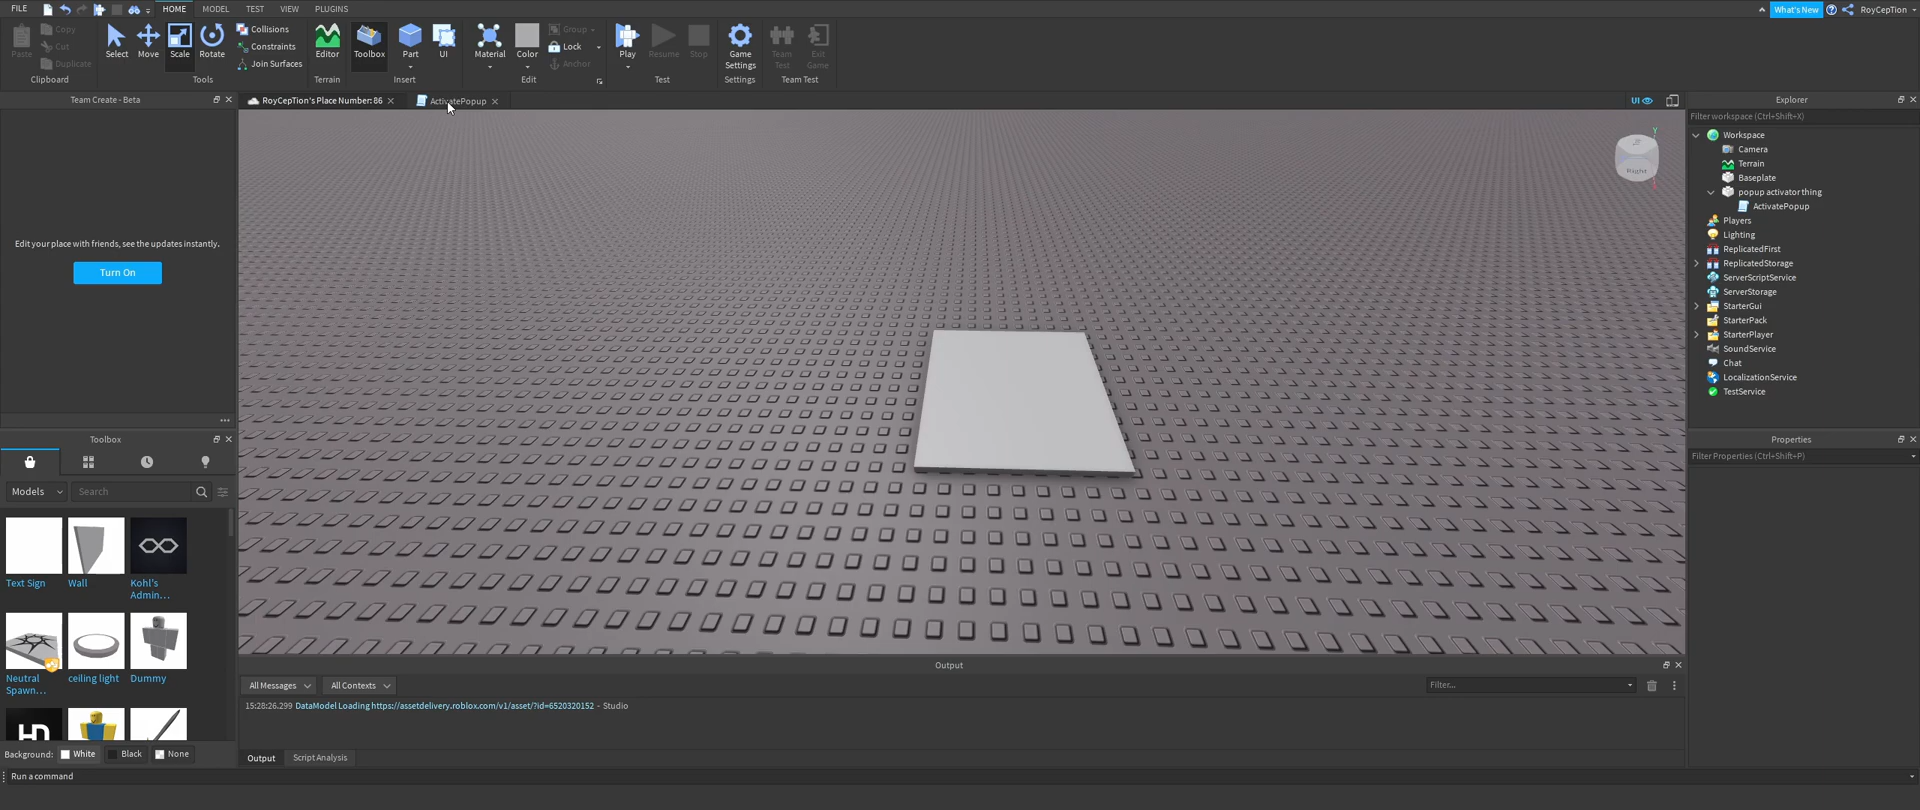 FILE HOME MODEL TEST VIEW PLUGINS What's New RoyCepTion
Paste Copy Cut Duplicate Clipboard
Select Move Scale Rotate Collisions Constraints Join Surfaces Tools
Editor Terrain
Toolbox Part UI Insert
Material Color Group Lock Anchor Edit
Play Resume Stop Test
Game Settings Settings
Team Test Exit Game Team Test
Team Create - Beta
Edit your place with friends, see the updates instantly.
Turn On
Toolbox
Models Search
Text Sign Wall Kohl's Admin...
Neutral Spawn... ceiling light Dummy
HD
Background: White Black None
Run a command
RoyCepTion's Place Number: 86 ActivatePopup UI
Y
Right
Output
All Messages All Contexts Filter...
15:28:26.299 DataModel Loading https://assetdelivery.roblox.com/v1/asset/?id=6520320152 - Studio
Output Script Analysis
Explorer
Filter workspace (Ctrl+Shift+X)
Workspace
Camera
Terrain
Baseplate
popup activator thing
ActivatePopup
Players
Lighting
ReplicatedFirst
ReplicatedStorage
ServerScriptService
ServerStorage
StarterGui
StarterPack
StarterPlayer
SoundService
Chat
LocalizationService
TestService
Properties
Filter Properties (Ctrl+Shift+P)